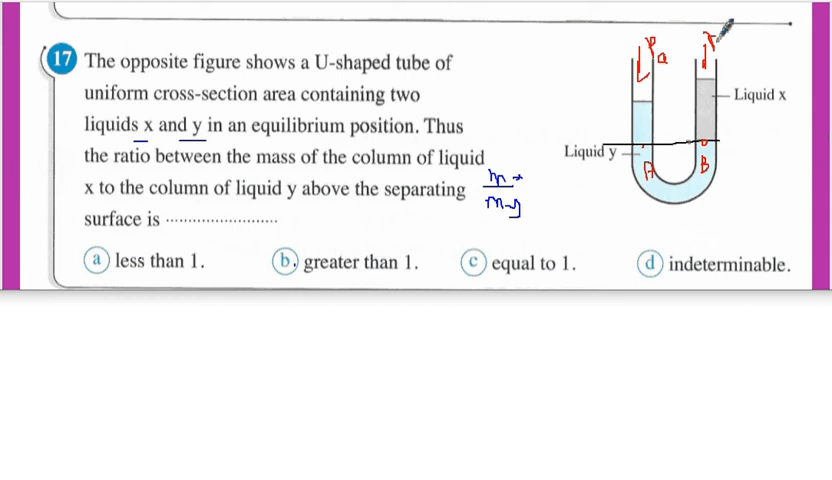 17 The opposite figure shows a U-shaped tube of
uniform cross-section area containing two
liquids x and y in an equilibrium position. Thus
the ratio between the mass of the column of liquid
x to the column of liquid y above the separating
surface is ..........................
m x
m y
a less than 1.
b greater than 1.
c equal to 1.
d indeterminable.
Pa
Liquid x
Liquid y
A
B